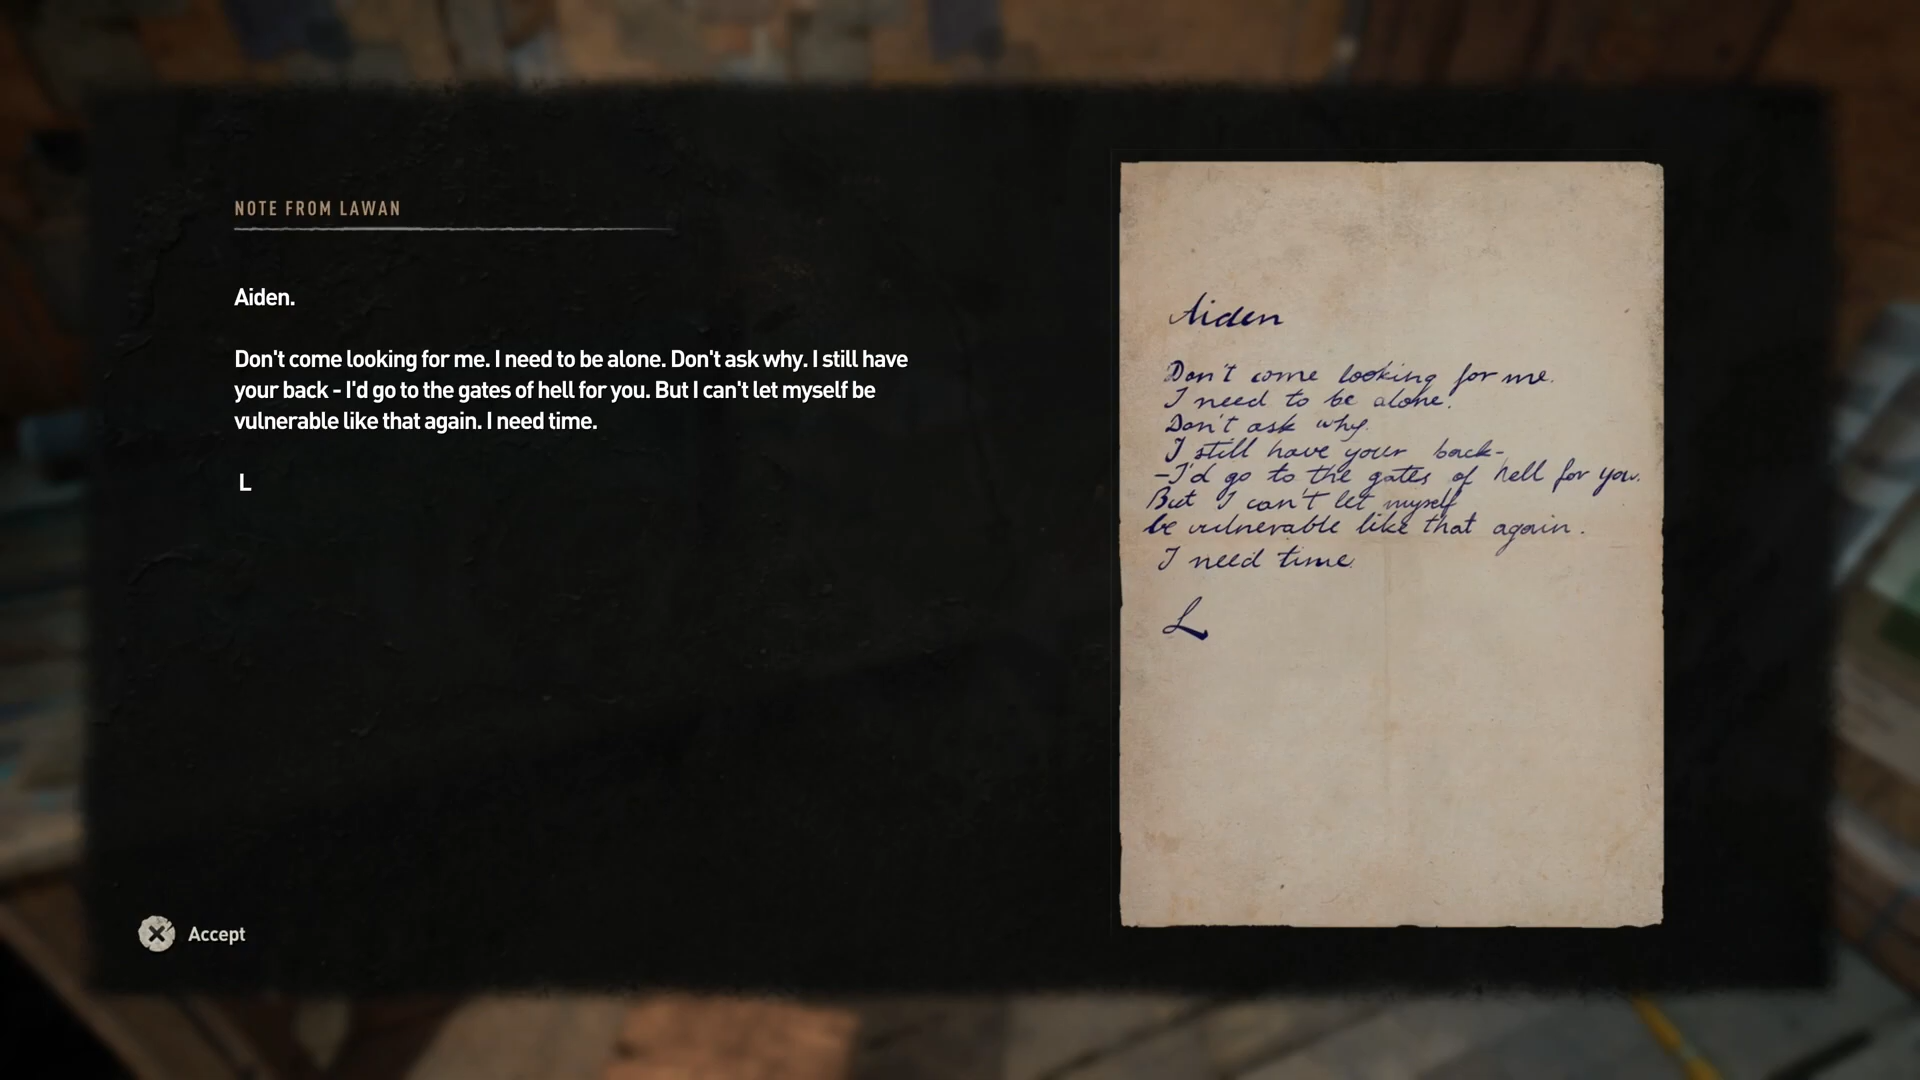 NOTE FROM LAWAN
Aiden.
Don't come looking for me. I need to be alone. Don't ask why. I still have
your back - I'd go to the gates of hell for you. But I can't let myself be
vulnerable like that again. I need time.
L
Accept
Aiden
Don't come looking for me.
I need to be alone.
Don't ask why.
I still have your back-
-I'd go to the gates of hell for you.
But I can't let myself
be vulnerable like that again.
I need time.
L